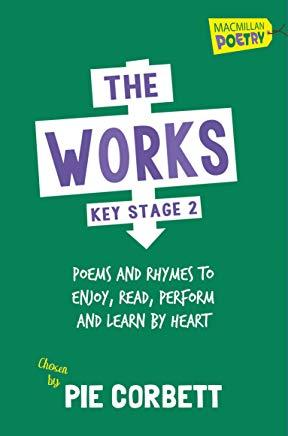 MACMILLAN
POETRY
THE
WORKS
KEY STAGE 2
POEMS AND RHYMES TO
ENJOY, READ, PERFORM
AND LEARN BY HEART
Chosen
by
PIE CORBETT